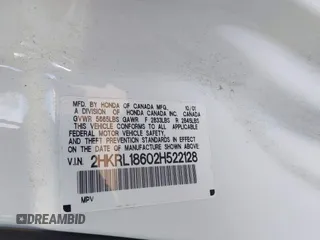 MFD. BY HONDA OF CANADA MFG. 10/01
A DIVISION OF HONDA CANADA INC.
GVWR 5665LBS GAWR F 2833LBS R 2845LBS
THIS VEHICLE CONFORMS TO ALL APPLICABLE
FEDERAL MOTOR VEHICLE SAFETY
AND THEFT PREVENTION STANDARDS IN EFFECT
ON THE DATE OF MANUFACTURE SHOWN ABOVE.
V.I.N. 2HKRL18602H522128
MPV
DREAMBID